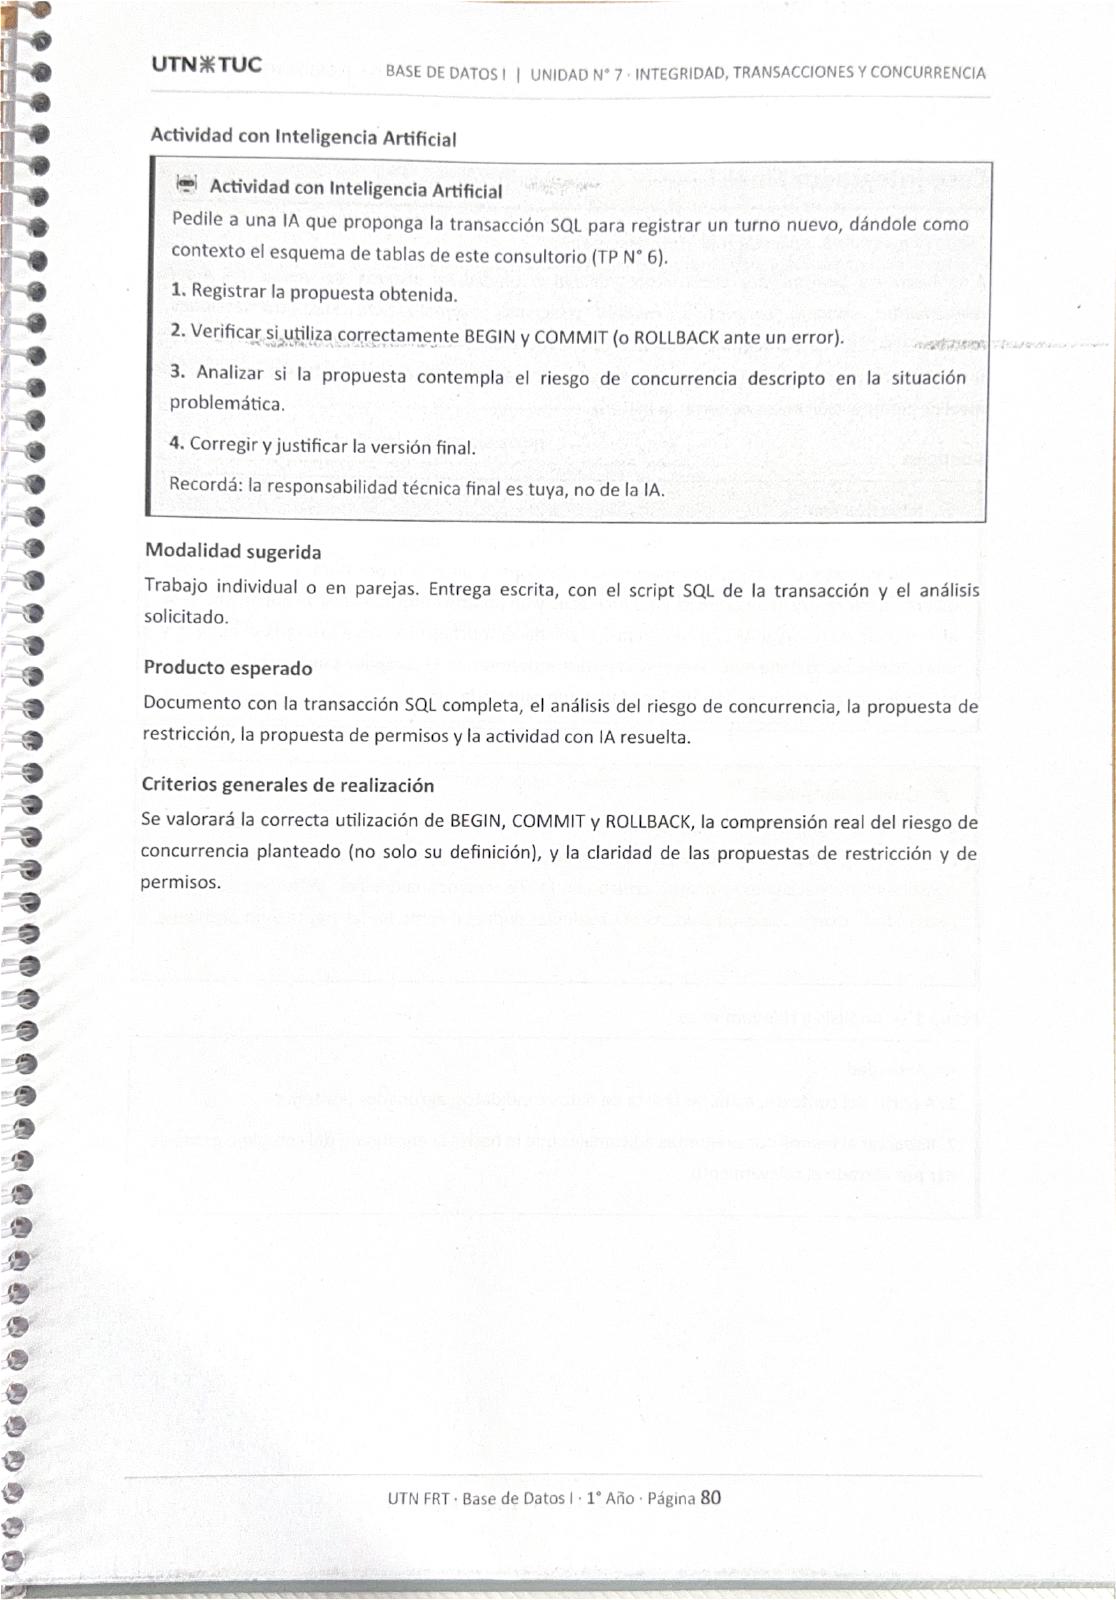 UTN TUC
BASE DE DATOS I | UNIDAD N° 7 · INTEGRIDAD, TRANSACCIONES Y CONCURRENCIA
Actividad con Inteligencia Artificial
Actividad con Inteligencia Artificial
Pedile a una IA que proponga la transacción SQL para registrar un turno nuevo, dándole como
contexto el esquema de tablas de este consultorio (TP N° 6).
1. Registrar la propuesta obtenida.
2. Verificar si utiliza correctamente BEGIN y COMMIT (o ROLLBACK ante un error).
3. Analizar si la propuesta contempla el riesgo de concurrencia descripto en la situación
problemática.
4. Corregir y justificar la versión final.
Recordá: la responsabilidad técnica final es tuya, no de la IA.
Modalidad sugerida
Trabajo individual o en parejas. Entrega escrita, con el script SQL de la transacción y el análisis
solicitado.
Producto esperado
Documento con la transacción SQL completa, el análisis del riesgo de concurrencia, la propuesta de
restricción, la propuesta de permisos y la actividad con IA resuelta.
Criterios generales de realización
Se valorará la correcta utilización de BEGIN, COMMIT y ROLLBACK, la comprensión real del riesgo de
concurrencia planteado (no solo su definición), y la claridad de las propuestas de restricción y de
permisos.
UTN FRT · Base de Datos I · 1° Año · Página 80